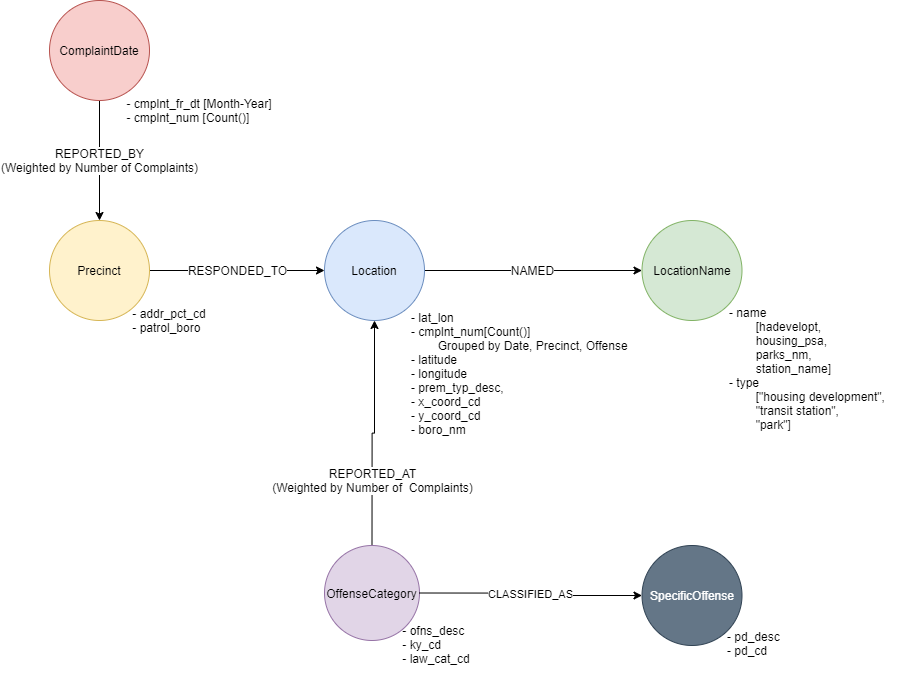 ComplaintDate
- cmplnt_fr_dt [Month-Year]
- cmplnt_num [Count()]
REPORTED_BY
(Weighted by Number of Complaints)
Precinct
RESPONDED_TO
Location
NAMED
LocationName
- addr_pct_cd
- patrol_boro
- lat_lon
- cmplnt_num[Count()]
Grouped by Date, Precinct, Offense
- latitude
- longitude
- prem_typ_desc,
- x_coord_cd
- y_coord_cd
- boro_nm
- name
[hadevelopt,
housing_psa,
parks_nm,
station_name]
- type
["housing development",
"transit station",
"park"]
REPORTED_AT
(Weighted by Number of Complaints)
OffenseCategory
CLASSIFIED_AS
SpecificOffense
- ofns_desc
- ky_cd
- law_cat_cd
- pd_desc
- pd_cd